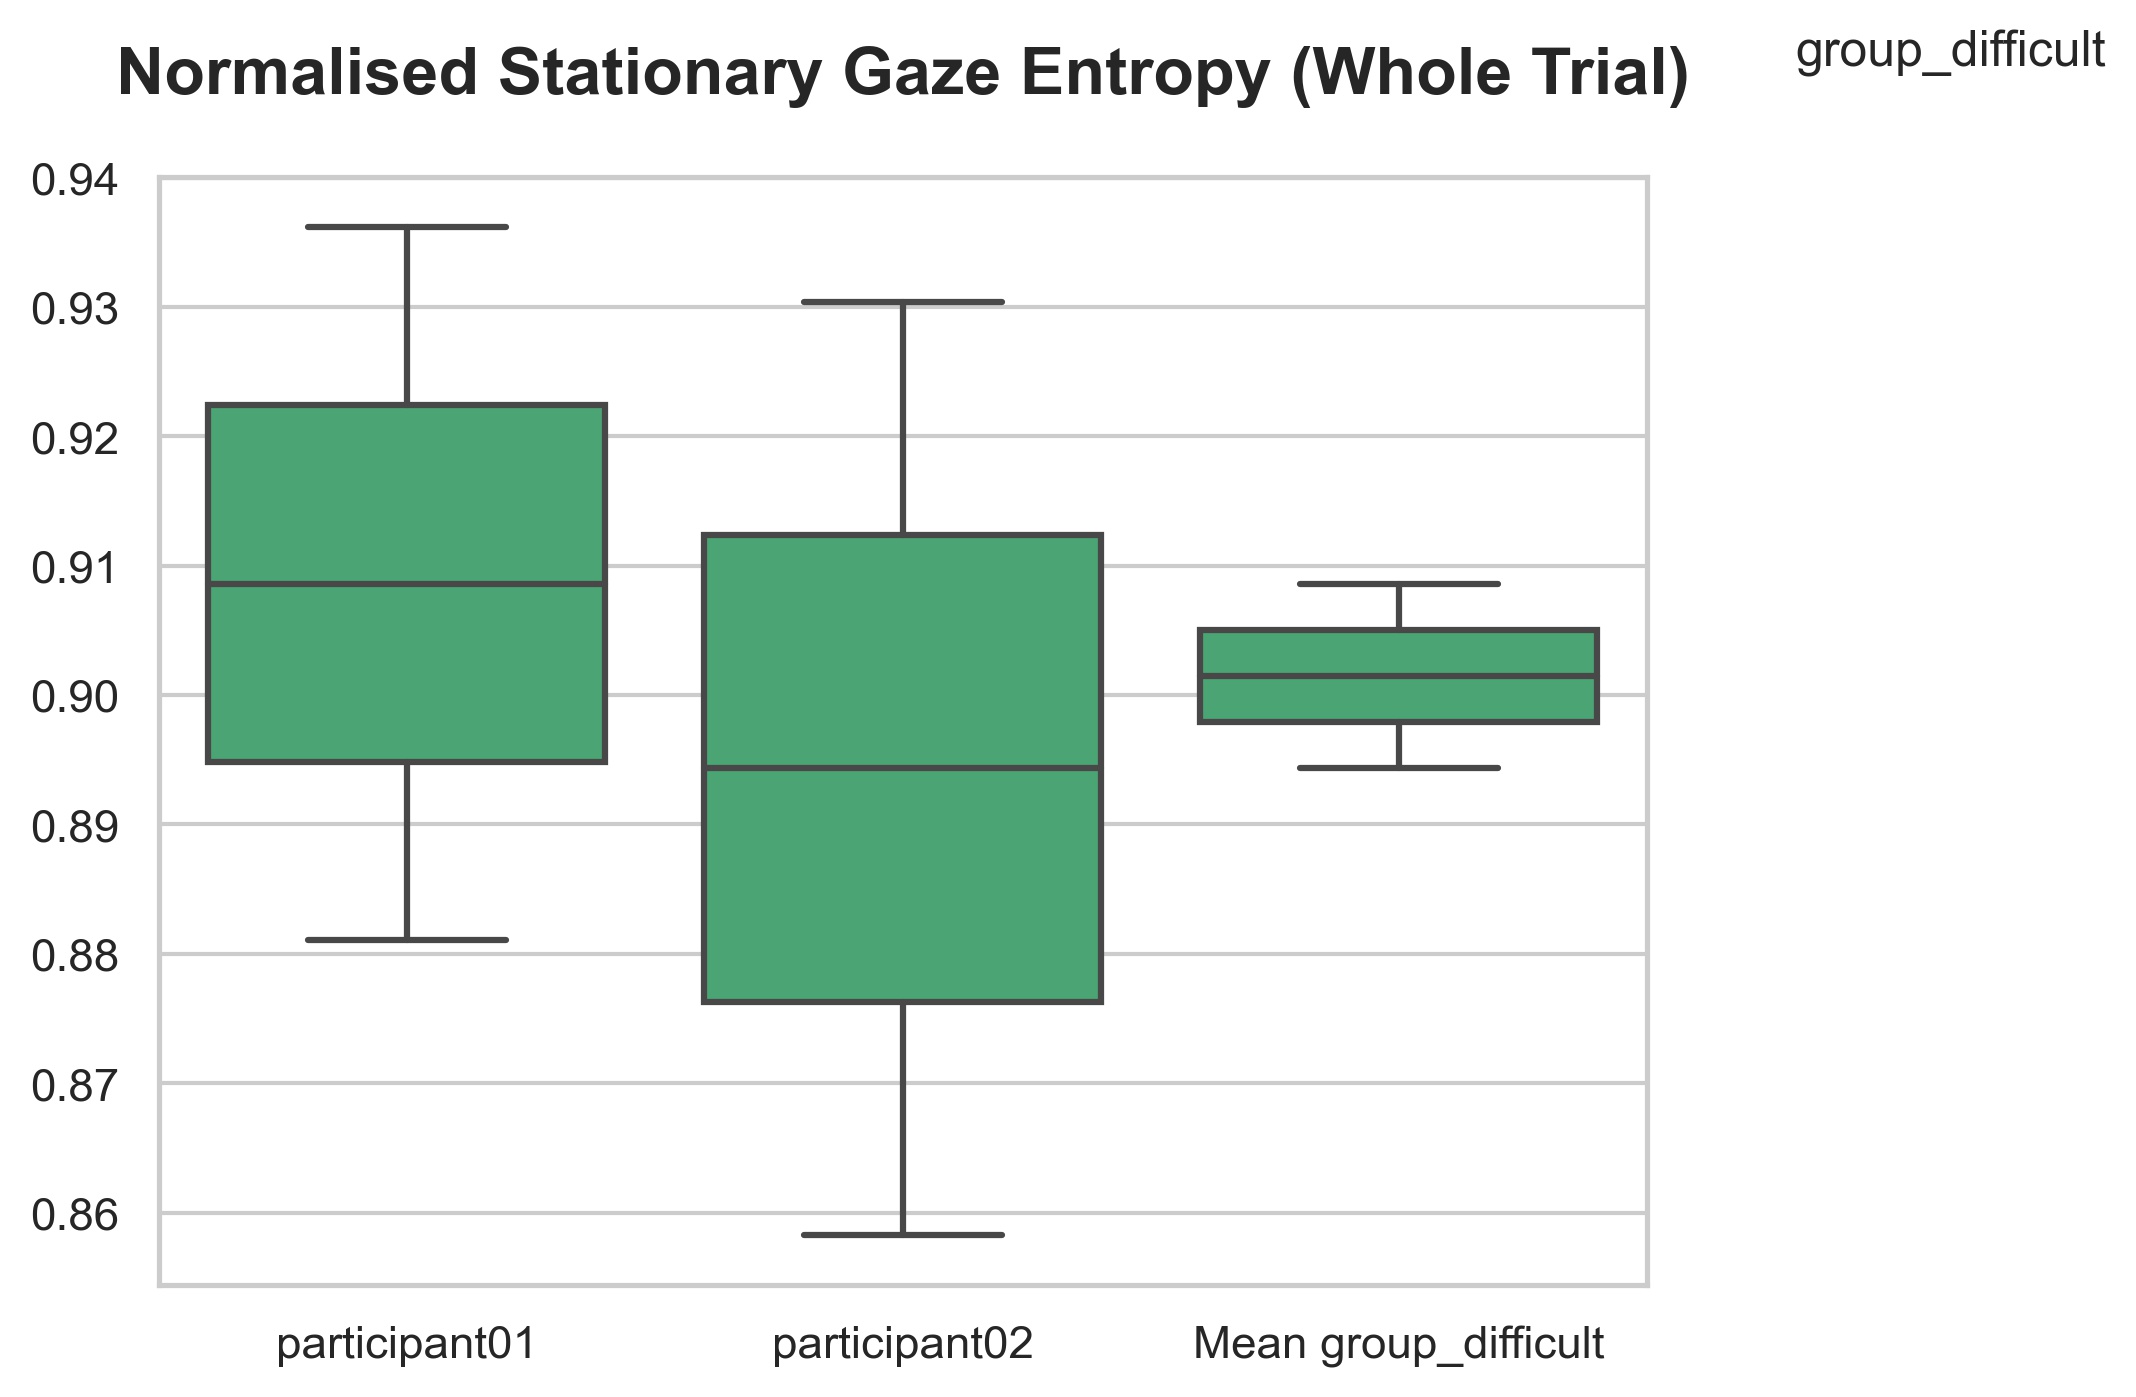 Normalised Stationary Gaze Entropy (Whole Trial)
group_difficult
0.94
0.93
0.92
0.91
0.90
0.89
0.88
0.87
0.86
participant01
participant02
Mean group_difficult